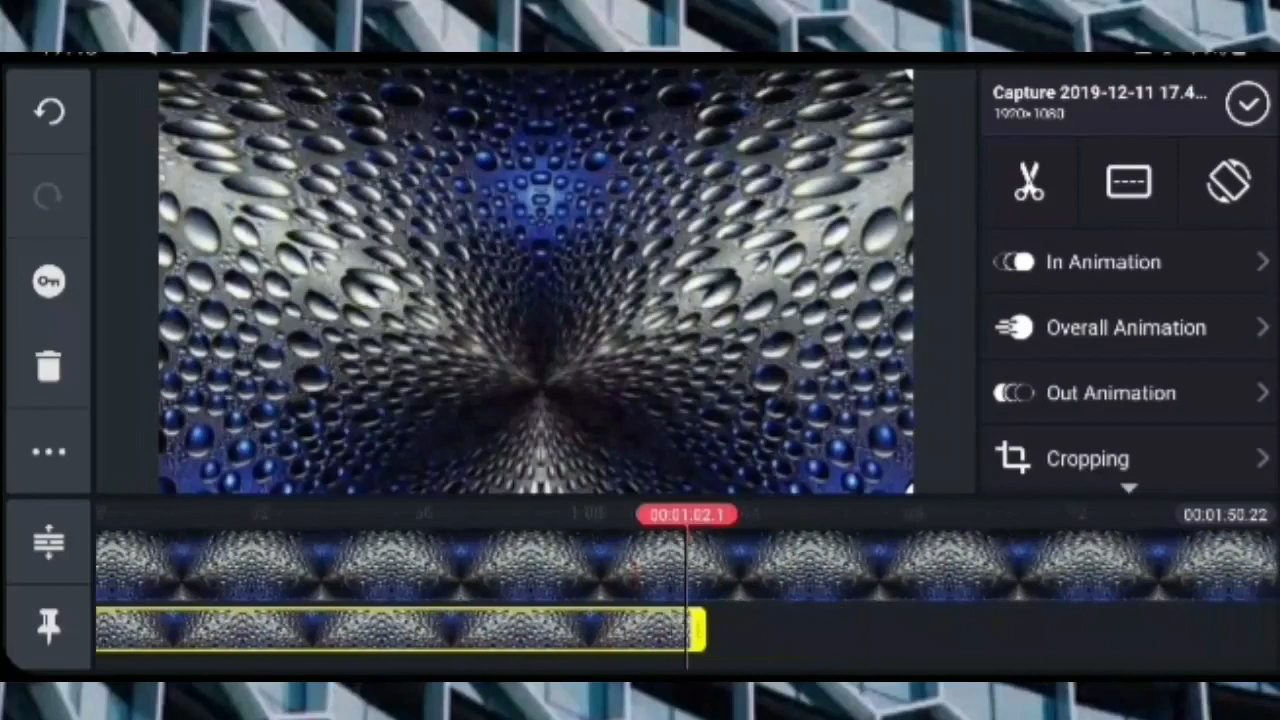 Capture 2019-12-11 17.4...
1920×1080
In Animation
Overall Animation
Out Animation
Cropping
00:01:02.1
00:01:50.22